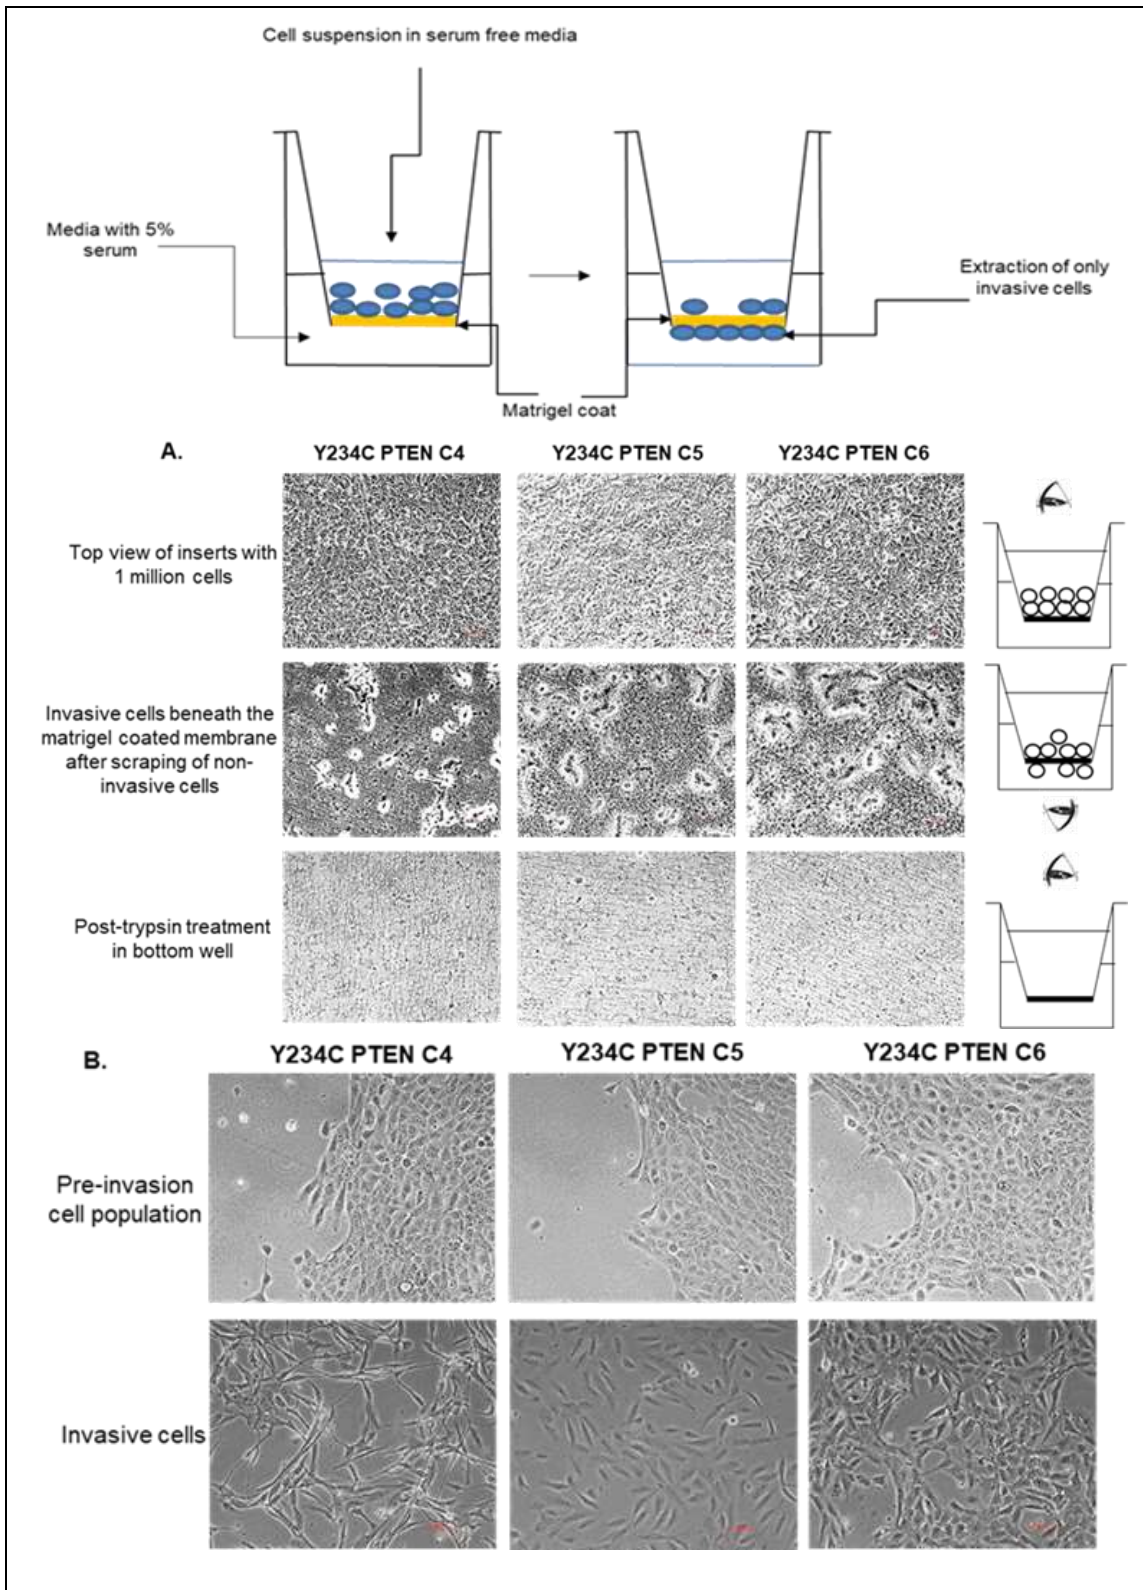 Cell suspension in serum free media
Media with 5%
serum
Extraction of only
invasive cells
Matrigel coat
A.
Y234C PTEN C4
Y234C PTEN C5
Y234C PTEN C6
Top view of inserts with
1 million cells
Invasive cells beneath the
matrigel coated membrane
after scraping of non-
invasive cells
Post-trypsin treatment
in bottom well
B.
Y234C PTEN C4
Y234C PTEN C5
Y234C PTEN C6
Pre-invasion
cell population
Invasive cells